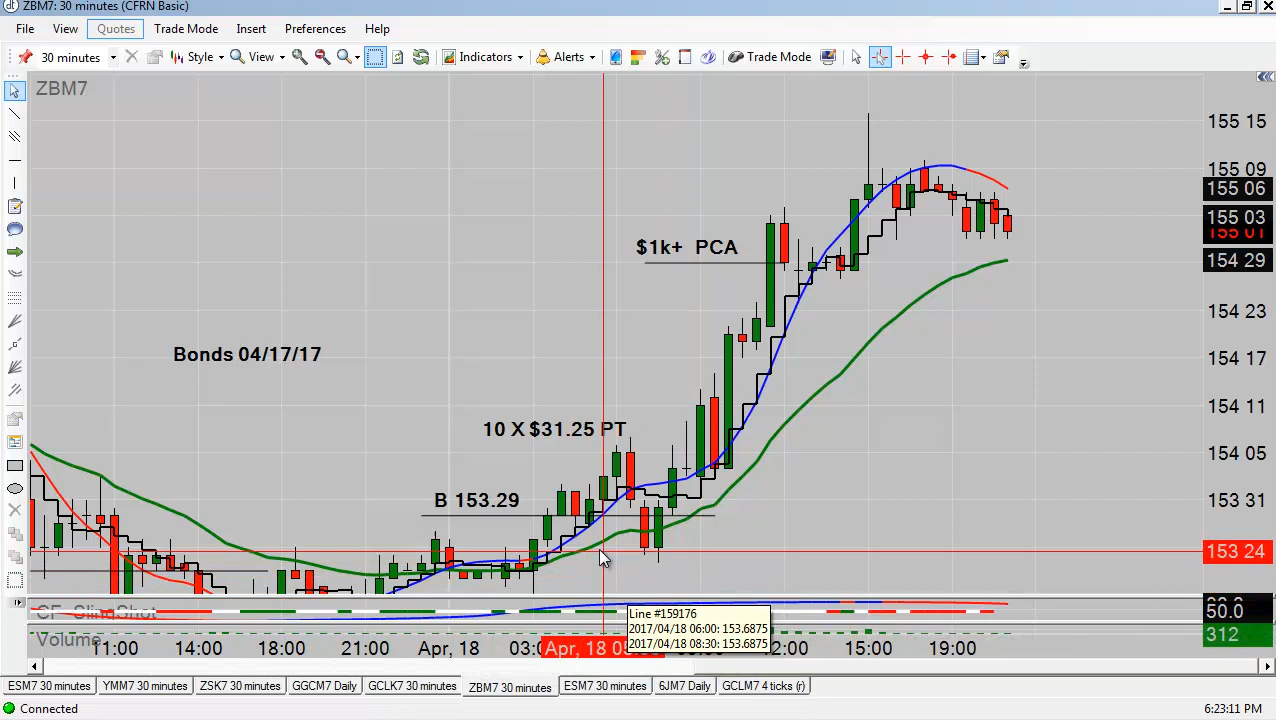 ZBM7: 30 minutes (CFRN Basic)
File View Quotes Trade Mode Insert Preferences Help
30 minutes Style View Indicators Alerts Trade Mode
ZBM7
155 15
155 09
155 06
155 03
155 01
154 29
154 23
154 17
154 11
154 05
153 31
153 24
$1k+ PCA
Bonds 04/17/17
10 X $31.25 PT
B 153.29
CF SlingShot
50.0
Volume
312
Line #159176
2017/04/18 06:00: 153.6875
2017/04/18 08:30: 153.6875
11:00 14:00 18:00 21:00 Apr, 18 03:0 Apr, 18 12:00 15:00 19:00
ESM7 30 minutes YMM7 30 minutes ZSK7 30 minutes GGCM7 Daily GCLK7 30 minutes ZBM7 30 minutes ESM7 30 minutes 6JM7 Daily GCLM7 4 ticks (r)
Connected 6:23:11 PM